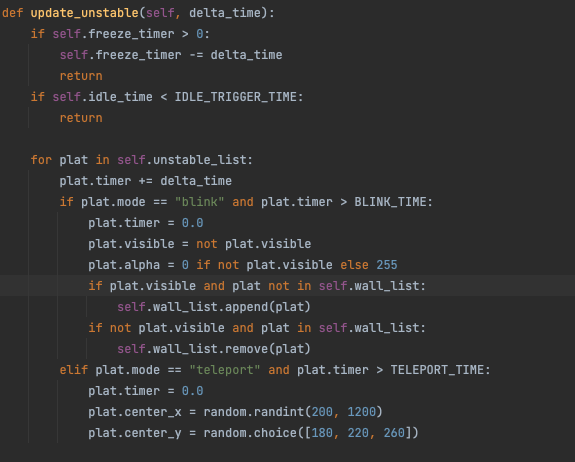 def update_unstable(self, delta_time):
    if self.freeze_timer > 0:
        self.freeze_timer -= delta_time
        return
    if self.idle_time < IDLE_TRIGGER_TIME:
        return

    for plat in self.unstable_list:
        plat.timer += delta_time
        if plat.mode == "blink" and plat.timer > BLINK_TIME:
            plat.timer = 0.0
            plat.visible = not plat.visible
            plat.alpha = 0 if not plat.visible else 255
            if plat.visible and plat not in self.wall_list:
                self.wall_list.append(plat)
            if not plat.visible and plat in self.wall_list:
                self.wall_list.remove(plat)
        elif plat.mode == "teleport" and plat.timer > TELEPORT_TIME:
            plat.timer = 0.0
            plat.center_x = random.randint(200, 1200)
            plat.center_y = random.choice([180, 220, 260])